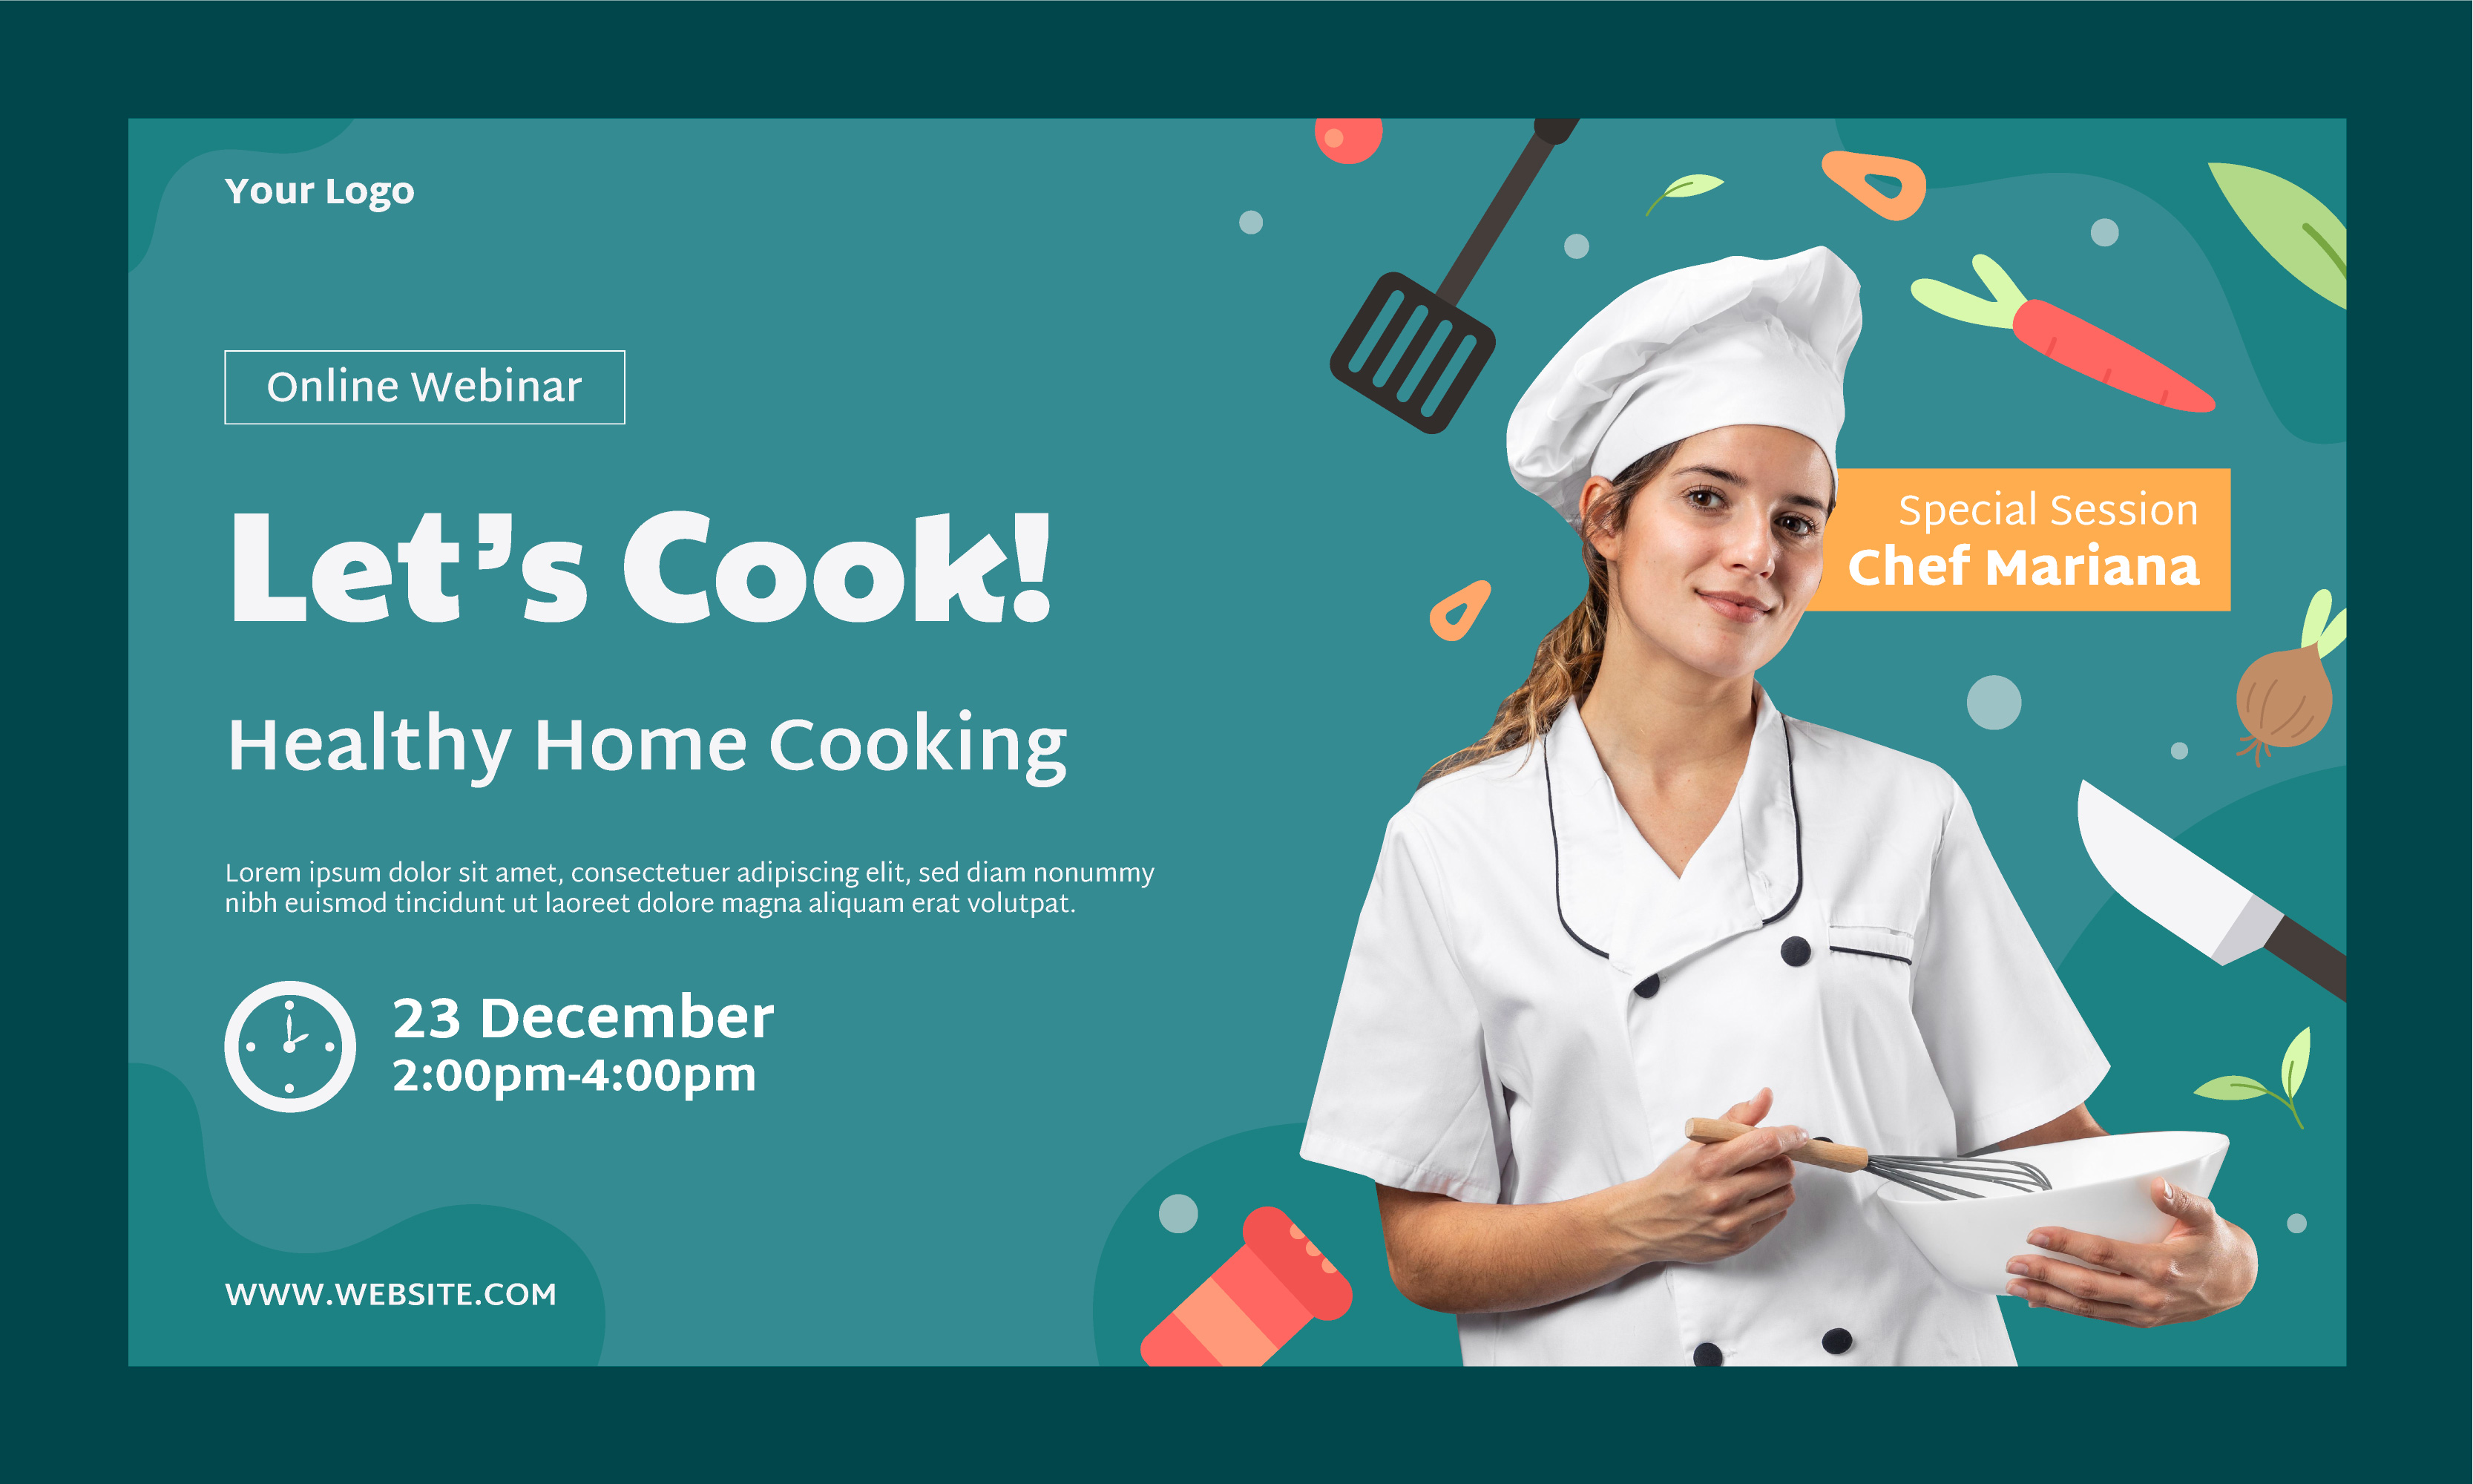 Your Logo
Online Webinar
Let’s Cook!
Healthy Home Cooking
Lorem ipsum dolor sit amet, consectetuer adipiscing elit, sed diam nonummy
nibh euismod tincidunt ut laoreet dolore magna aliquam erat volutpat.
23 December
2:00pm-4:00pm
WWW.WEBSITE.COM
Special Session
Chef Mariana